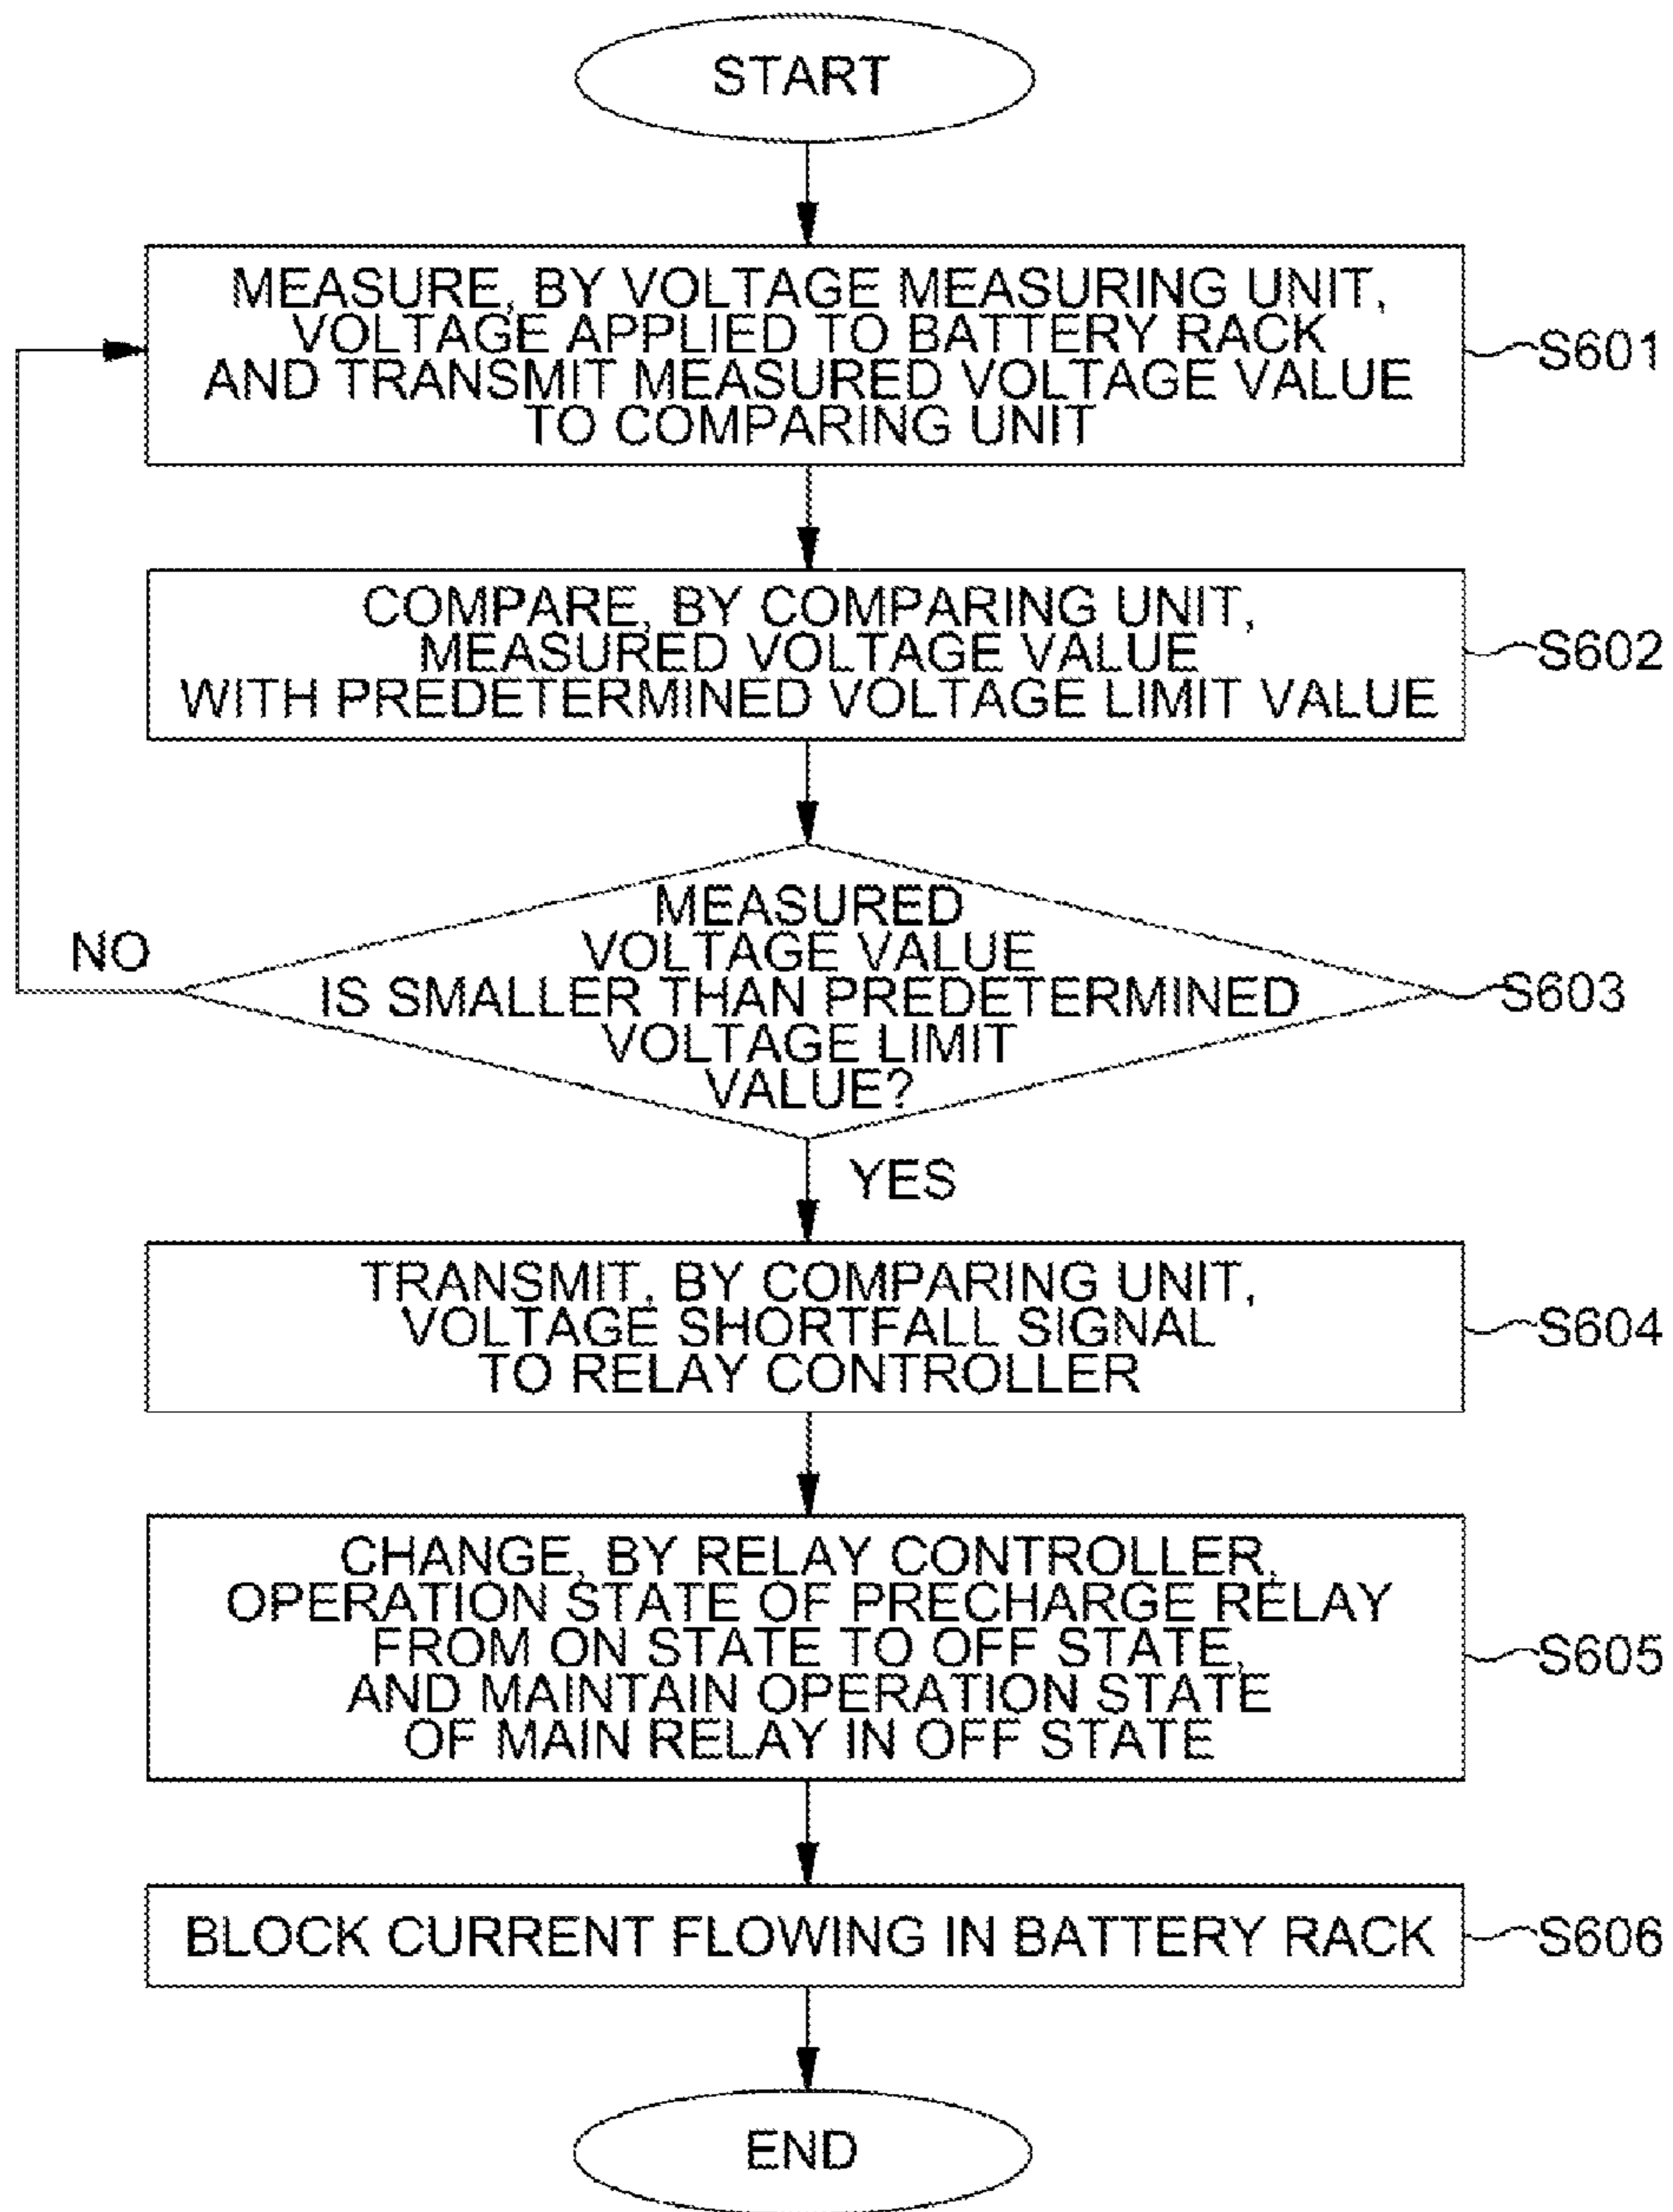 START
MEASURE, BY VOLTAGE MEASURING UNIT,
VOLTAGE APPLIED TO BATTERY RACK
AND TRANSMIT MEASURED VOLTAGE VALUE
TO COMPARING UNIT
S601
COMPARE, BY COMPARING UNIT,
MEASURED VOLTAGE VALUE
WITH PREDETERMINED VOLTAGE LIMIT VALUE
S602
MEASURED
VOLTAGE VALUE
IS SMALLER THAN PREDETERMINED
VOLTAGE LIMIT
VALUE?
S603
NO
YES
TRANSMIT, BY COMPARING UNIT,
VOLTAGE SHORTFALL SIGNAL
TO RELAY CONTROLLER
S604
CHANGE, BY RELAY CONTROLLER,
OPERATION STATE OF PRECHARGE RELAY
FROM ON STATE TO OFF STATE,
AND MAINTAIN OPERATION STATE
OF MAIN RELAY IN OFF STATE
S605
BLOCK CURRENT FLOWING IN BATTERY RACK
S606
END